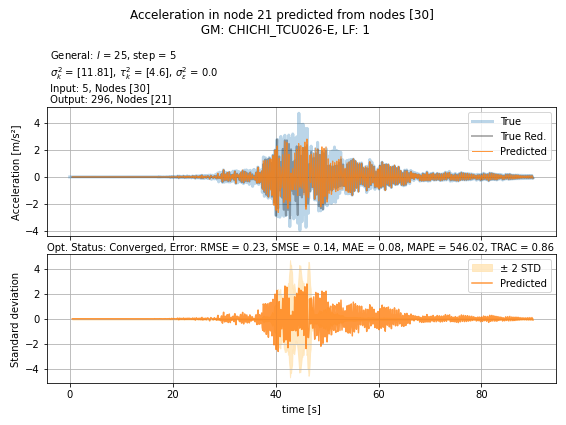 Acceleration in node 21 predicted from nodes [30]
GM: CHICHI_TCU026-E, LF: 1
General: l = 25, step = 5
σ²ₖ = [11.81], τ²ₖ = [4.6], σ²ε = 0.0
Input: 5, Nodes [30]
Output: 296, Nodes [21]
Acceleration [m/s²]
4
2
0
−2
−4
True
True Red.
Predicted
Opt. Status: Converged, Error: RMSE = 0.23, SMSE = 0.14, MAE = 0.08, MAPE = 546.02, TRAC = 0.86
Standard deviation
4
2
0
−2
−4
± 2 STD
Predicted
0 20 40 60 80
time [s]